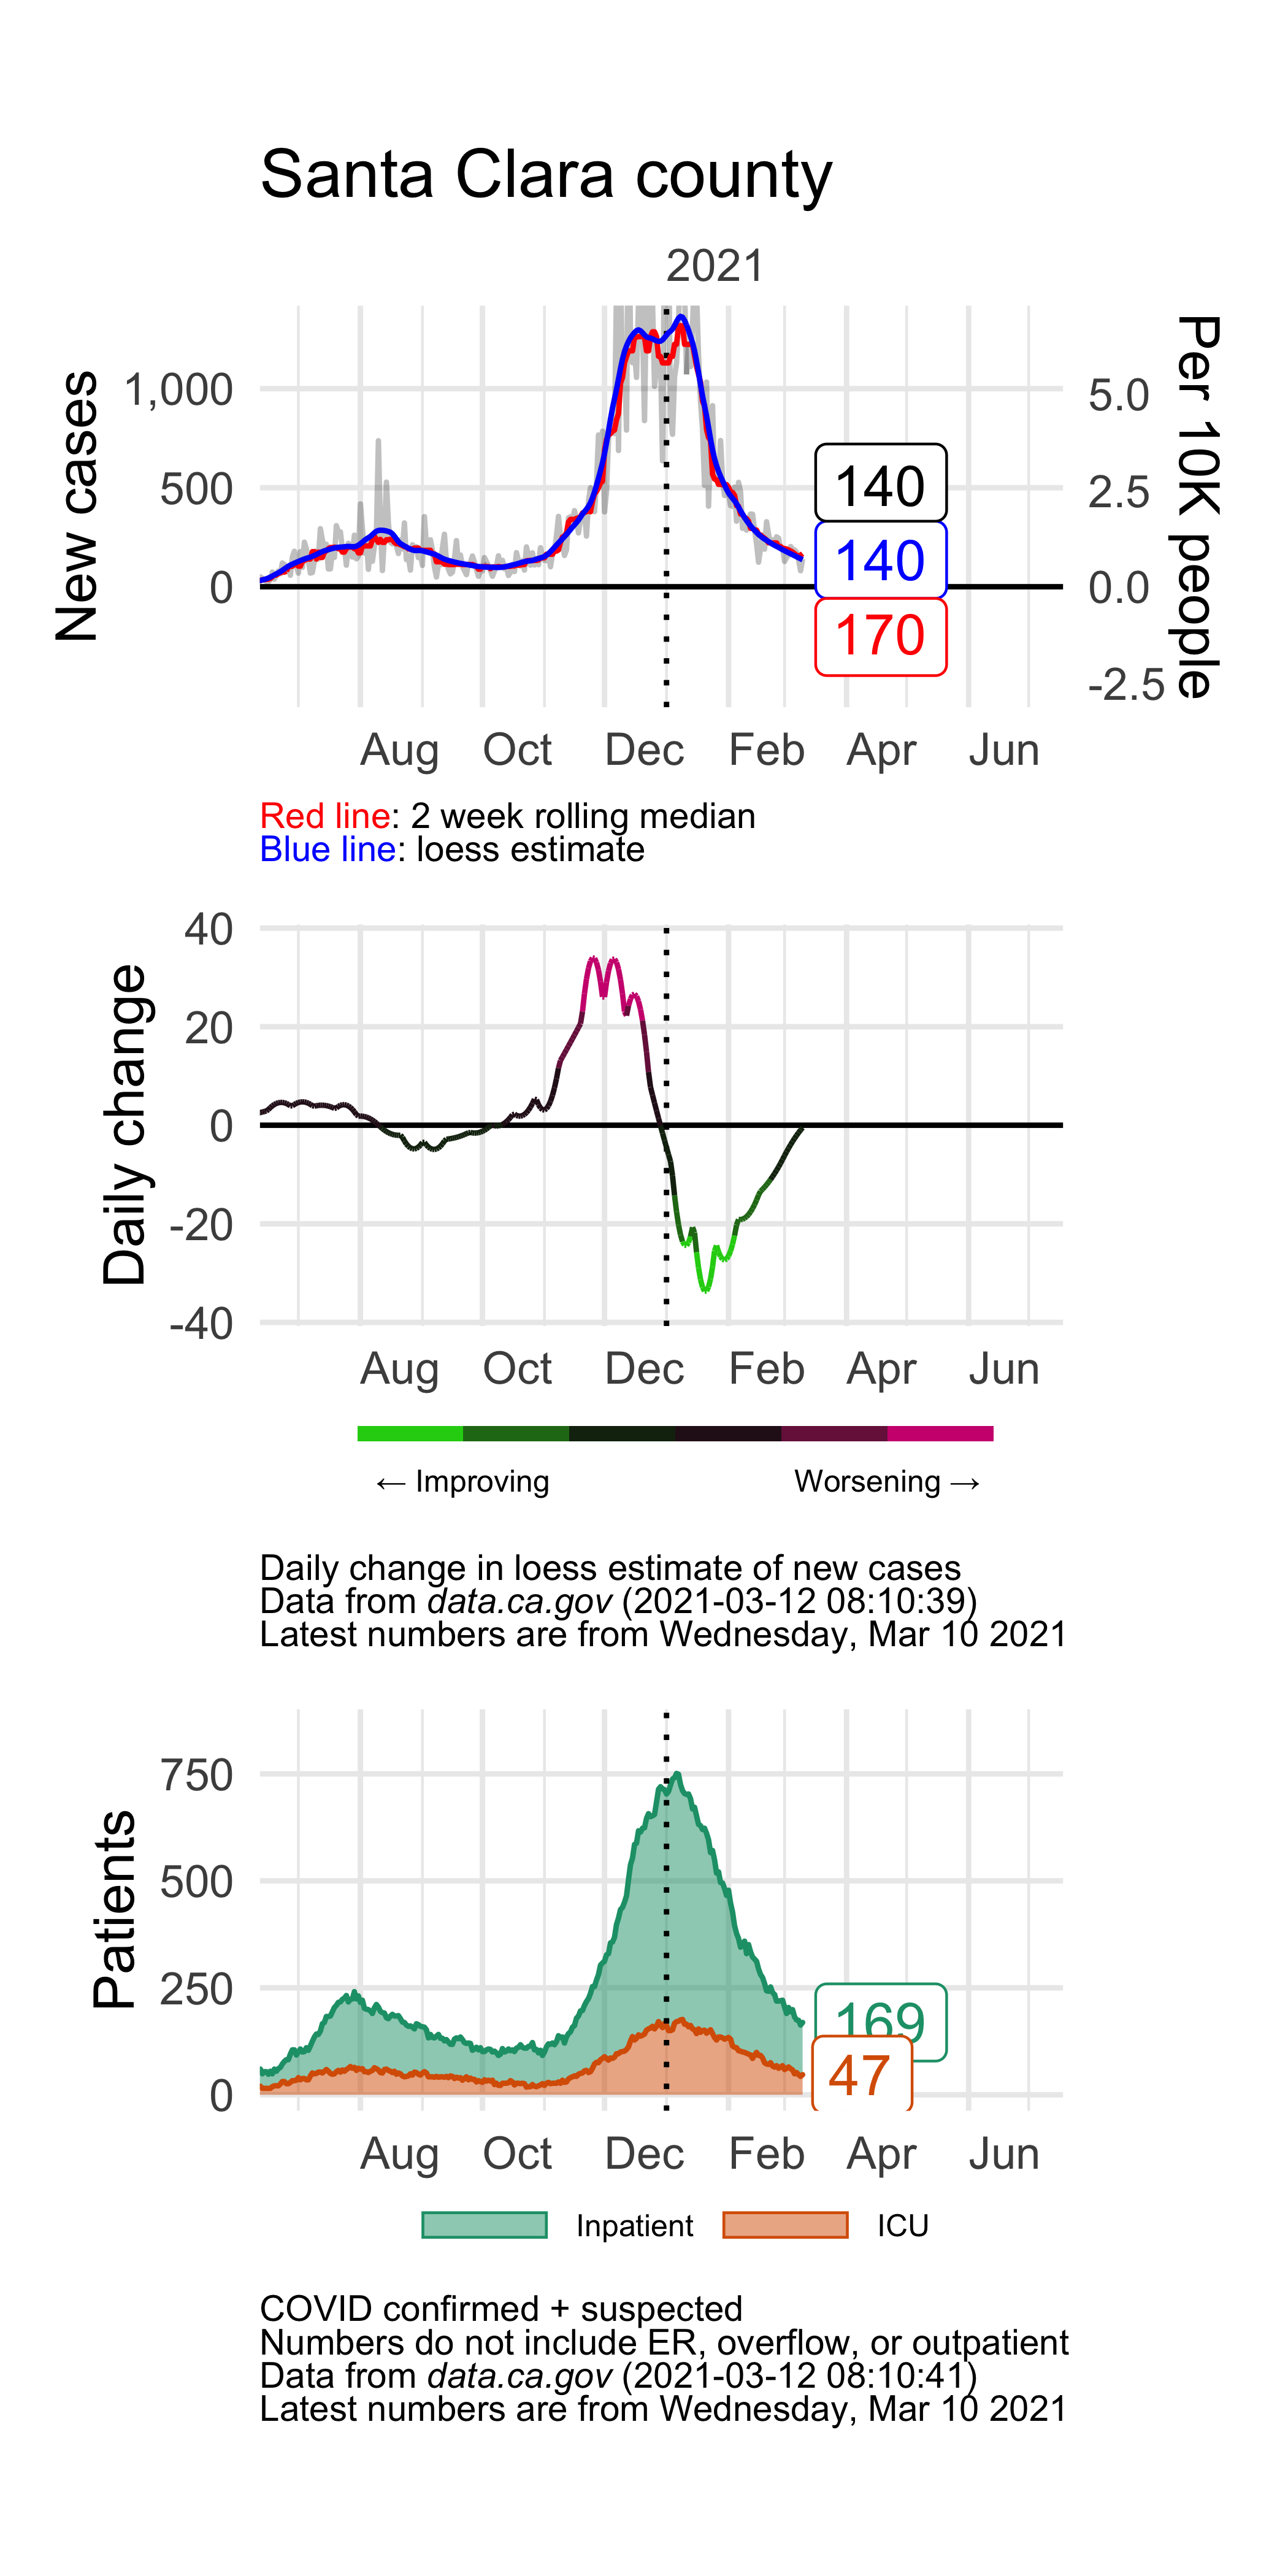 Santa Clara county
2021
New cases
1,000
500
0
5.0
2.5
0.0
-2.5
Per 10K people
140
140
170
Aug Oct Dec Feb Apr Jun
Red line: 2 week rolling median
Blue line: loess estimate
Daily change
40
20
0
-20
-40
Aug Oct Dec Feb Apr Jun
← Improving Worsening →
Daily change in loess estimate of new cases
Data from data.ca.gov (2021-03-12 08:10:39)
Latest numbers are from Wednesday, Mar 10 2021
Patients
750
500
250
0
169
47
Aug Oct Dec Feb Apr Jun
Inpatient ICU
COVID confirmed + suspected
Numbers do not include ER, overflow, or outpatient
Data from data.ca.gov (2021-03-12 08:10:41)
Latest numbers are from Wednesday, Mar 10 2021